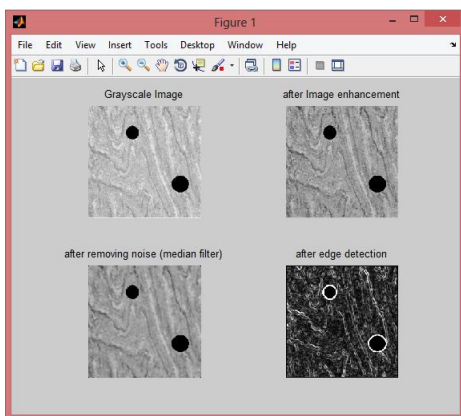 Figure 1
File Edit View Insert Tools Desktop Window Help
Grayscale Image
after Image enhancement
after removing noise (median filter)
after edge detection